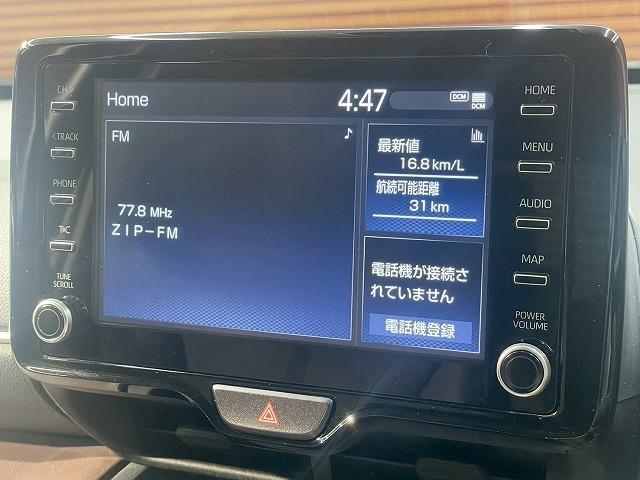 CH>
<TRACK
PHONE
T/C
TUNE
SCROLL
Home
4:47
DCM
DCM
FM
77.8 MHz
ZIP-FM
最新値
16.8 km/L
航続可能距離
31 km
電話機が接続さ
れていません
電話機登録
HOME
MENU
AUDIO
MAP
POWER
VOLUME